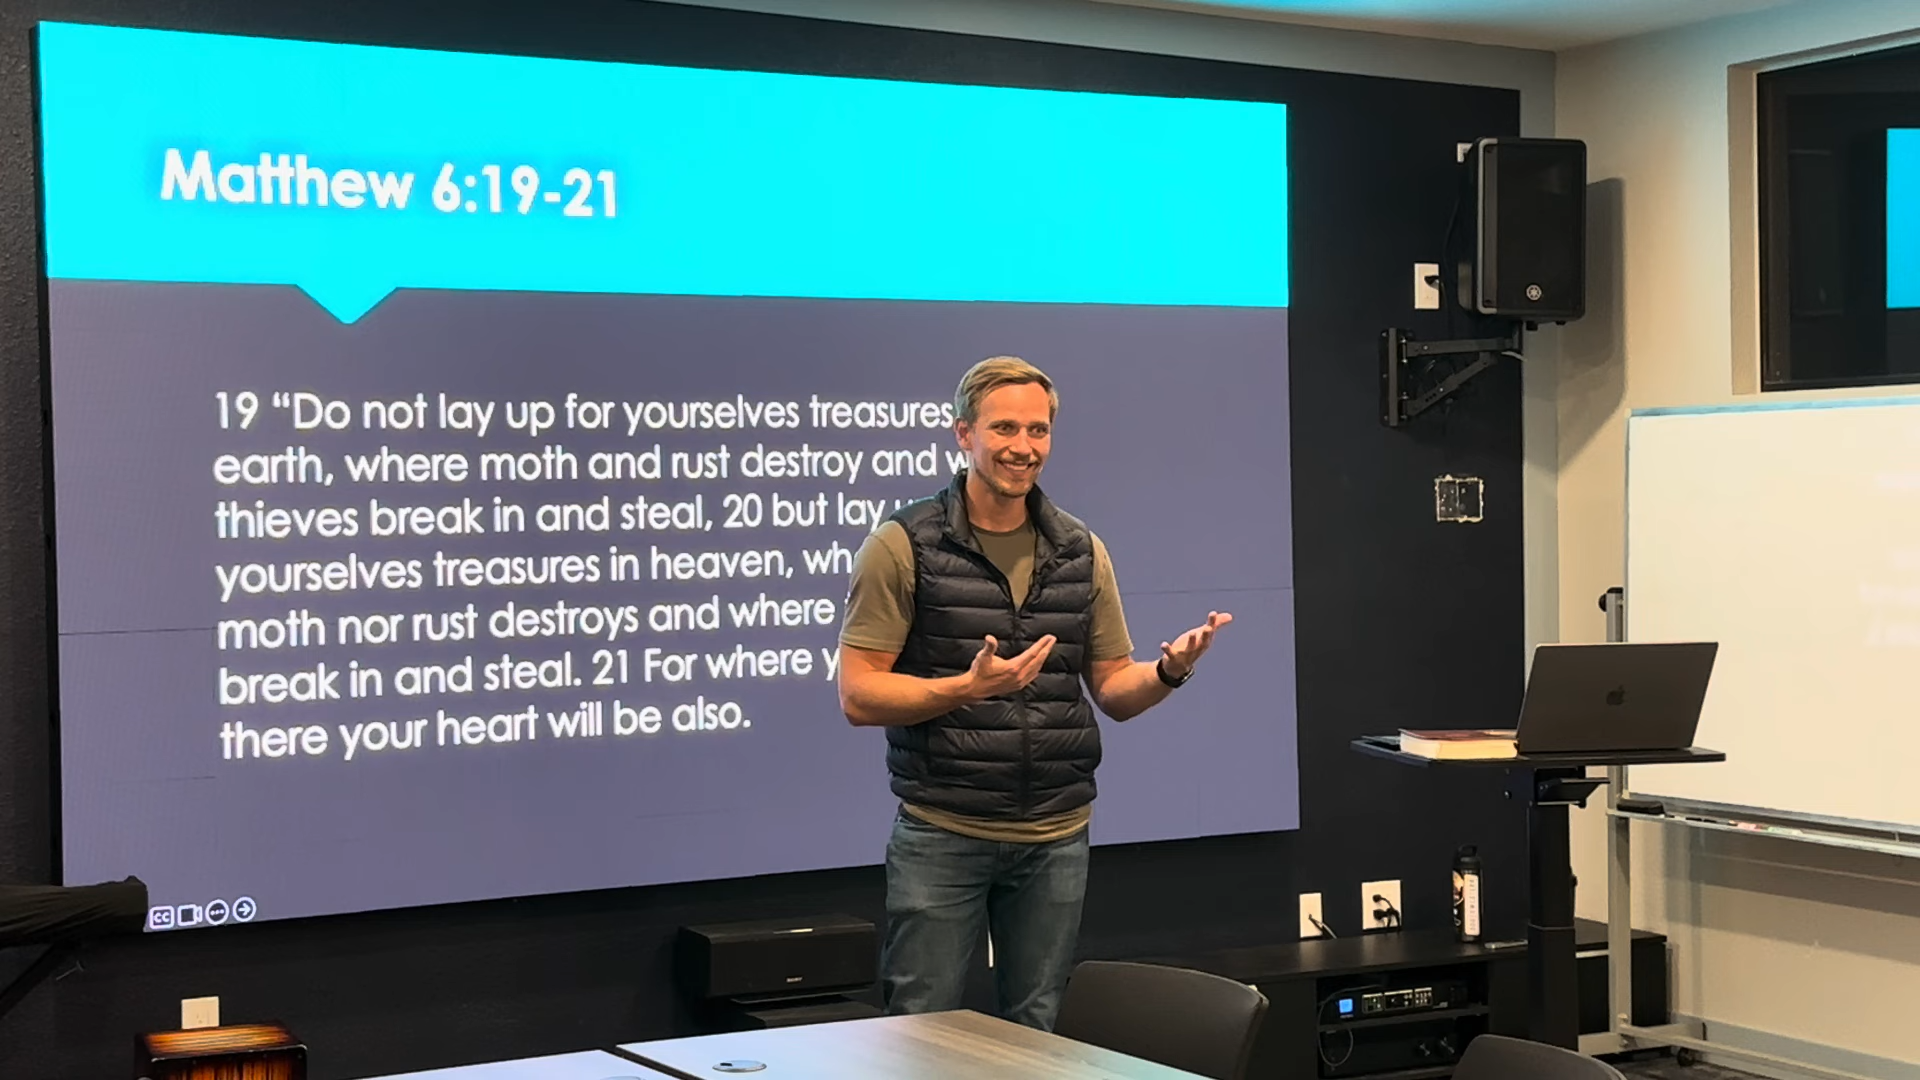 Matthew 6:19-21
19 “Do not lay up for yourselves treasures
earth, where moth and rust destroy and
thieves break in and steal, 20 but lay
yourselves treasures in heaven,
moth nor rust destroys and where
break in and steal. 21 For where
there your heart will be also.
CC